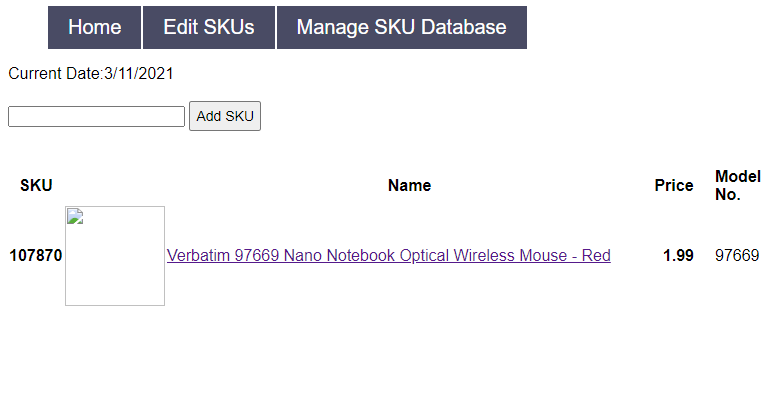 Home Edit SKUs Manage SKU Database
Current Date:3/11/2021
Add SKU
SKU Name Price Model No.
107870 Verbatim 97669 Nano Notebook Optical Wireless Mouse - Red 1.99 97669